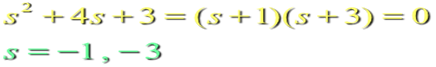 s² + 4s + 3 = (s + 1)(s + 3) = 0
s = −1 , −3